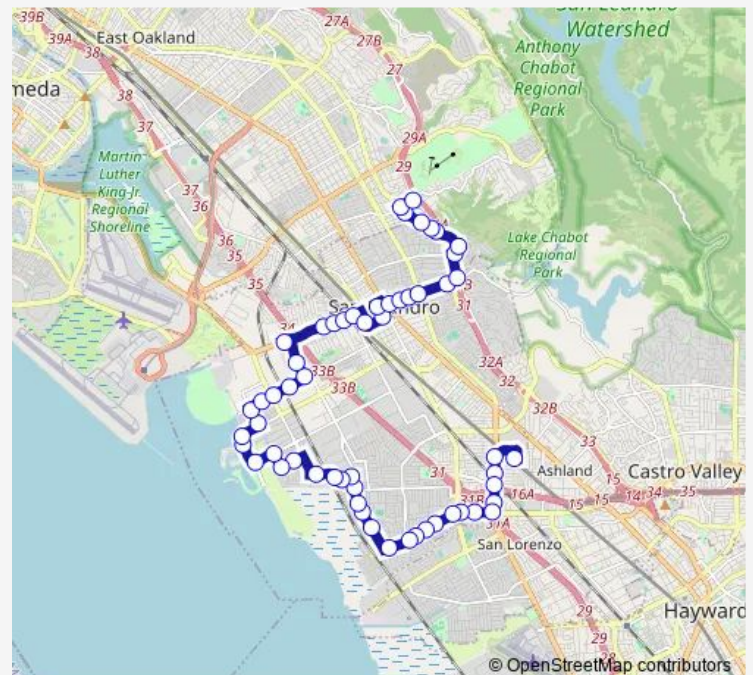 39B
39A
38
East Oakland
27A
27B
27
Watershed
Anthony
Chabot
Regional
Park
38
meda
37
29A
29
Martin
Luther
King-Jr.
Regional
Shoreline
37
36
36
35
35
Lake Chabot
Regional
Park
31
33B
33B
32A
32
32B
33
31
31B
16A
15
15
14
34
35
Ashland
Castro Valley
31A
San Lorenzo
29
29
28
Hayward
© OpenStreetMap contributors